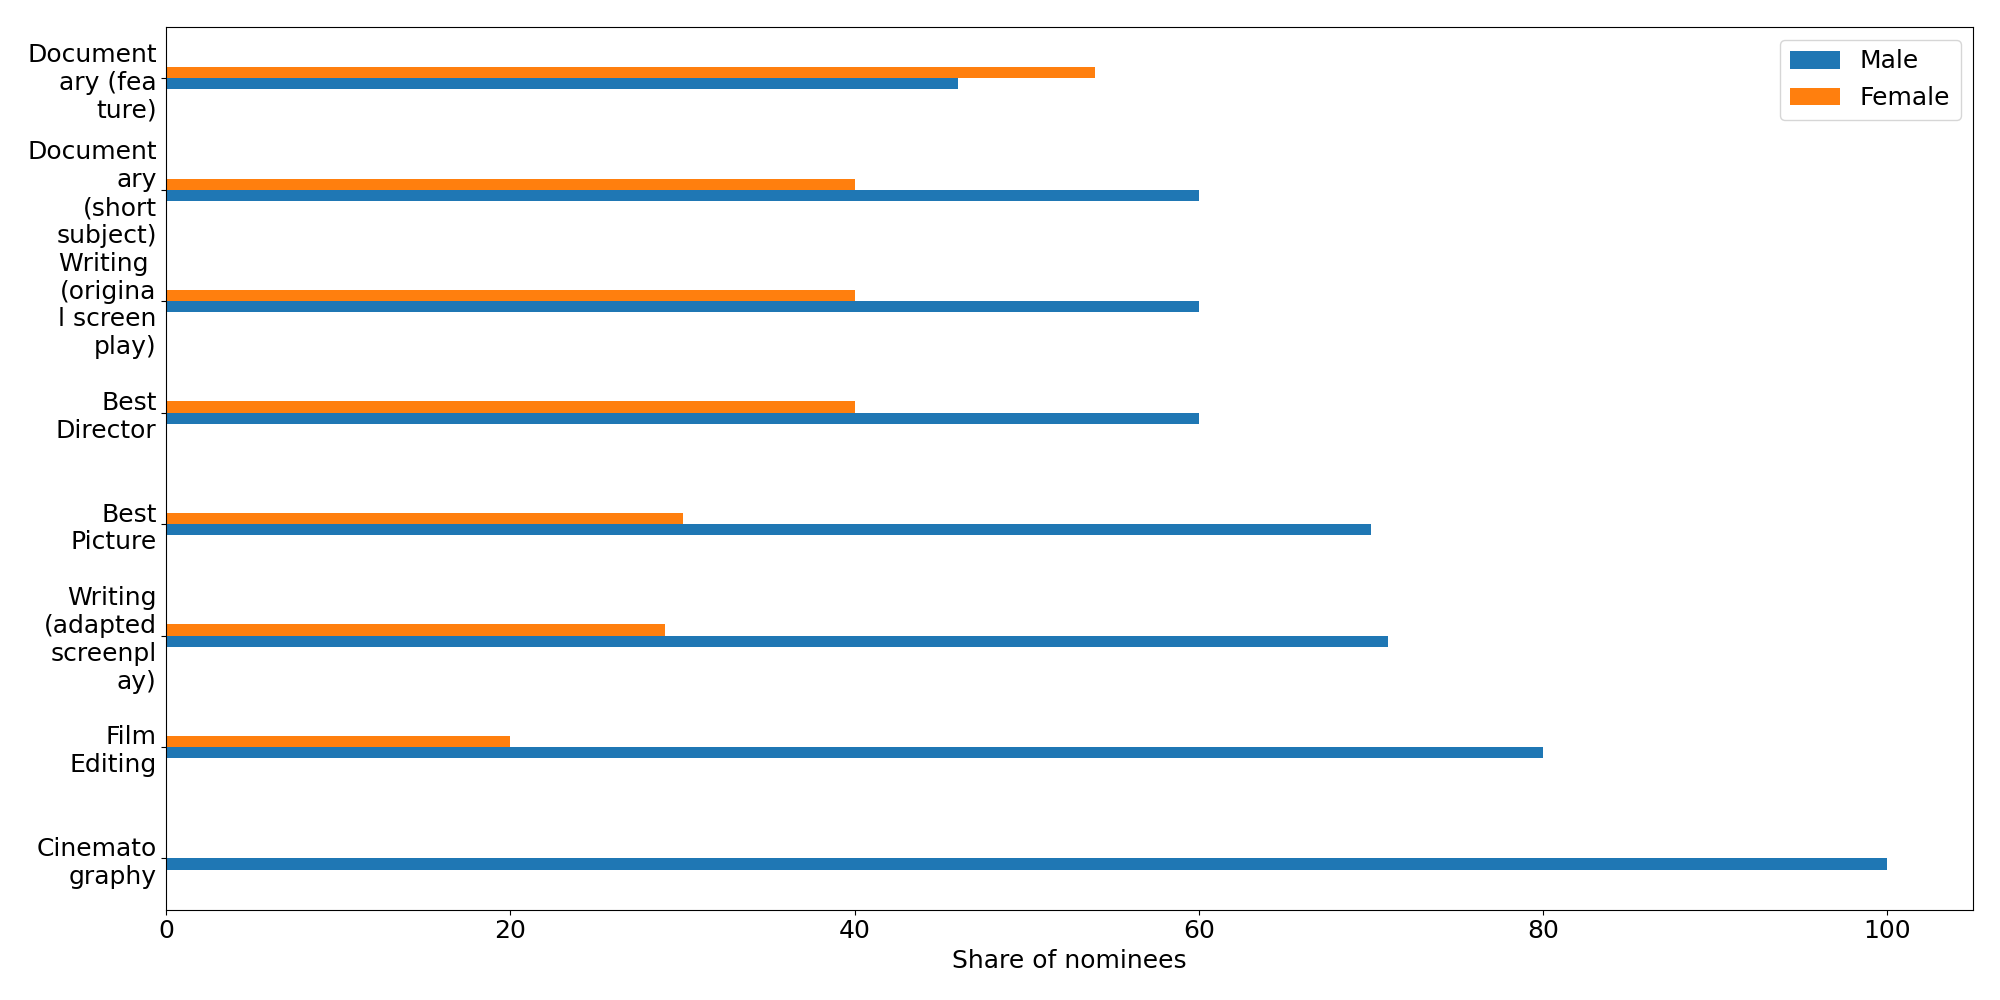 Document
ary (fea
ture)
Document
ary
(short
subject)
Writing
(origina
l screen
play)
Best
Director
Best
Picture
Writing
(adapted
screenpl
ay)
Film
Editing
Cinemato
graphy
Male
Female
0 20 40 60 80 100
Share of nominees